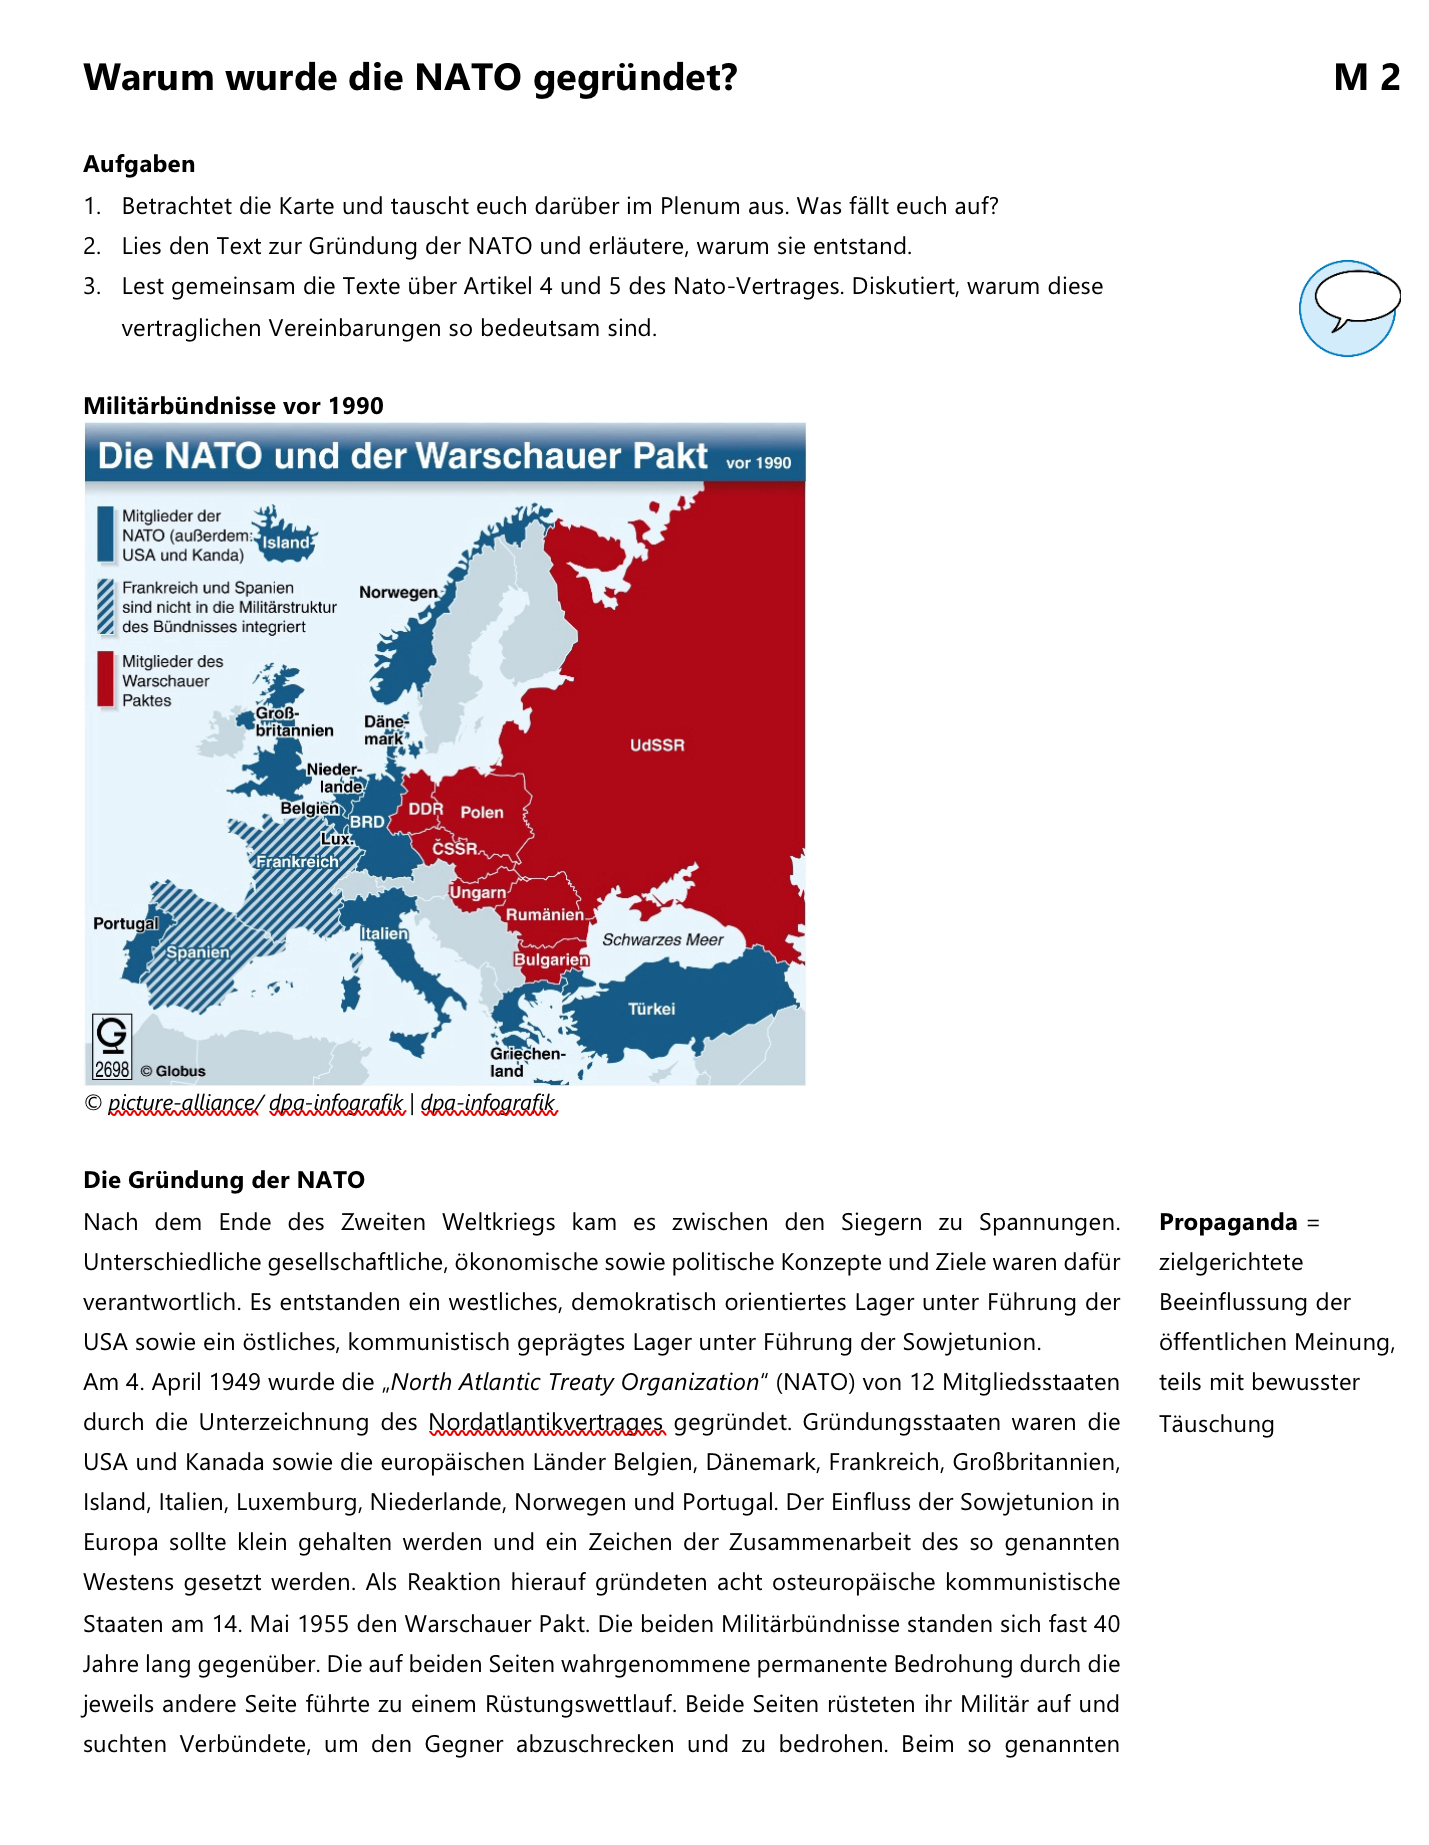 Warum wurde die NATO gegründet? M 2
Aufgaben
1. Betrachtet die Karte und tauscht euch darüber im Plenum aus. Was fällt euch auf?
2. Lies den Text zur Gründung der NATO und erläutere, warum sie entstand.
3. Lest gemeinsam die Texte über Artikel 4 und 5 des Nato-Vertrages. Diskutiert, warum diese
vertraglichen Vereinbarungen so bedeutsam sind.
Militärbündnisse vor 1990
Die NATO und der Warschauer Pakt vor 1990
Mitglieder der
NATO (außerdem:
USA und Kanda)
Frankreich und Spanien
sind nicht in die Militärstruktur
des Bündnisses integriert
Mitglieder des
Warschauer
Paktes
Island
Norwegen
Groß-
britannien
Däne-
mark
UdSSR
Nieder-
lande
Belgien
BRD
DDR
Polen
Lux.
ČSSR
Frankreich
Ungarn
Rumänien
Portugal
Spanien
Italien
Schwarzes Meer
Bulgarien
Türkei
Griechen-
land
G
2698
© Globus
© picture-alliance/ dpa-infografik | dpa-infografik
Die Gründung der NATO
Nach dem Ende des Zweiten Weltkriegs kam es zwischen den Siegern zu Spannungen.
Unterschiedliche gesellschaftliche, ökonomische sowie politische Konzepte und Ziele waren dafür
verantwortlich. Es entstanden ein westliches, demokratisch orientiertes Lager unter Führung der
USA sowie ein östliches, kommunistisch geprägtes Lager unter Führung der Sowjetunion.
Am 4. April 1949 wurde die „North Atlantic Treaty Organization“ (NATO) von 12 Mitgliedsstaaten
durch die Unterzeichnung des Nordatlantikvertrages gegründet. Gründungsstaaten waren die
USA und Kanada sowie die europäischen Länder Belgien, Dänemark, Frankreich, Großbritannien,
Island, Italien, Luxemburg, Niederlande, Norwegen und Portugal. Der Einfluss der Sowjetunion in
Europa sollte klein gehalten werden und ein Zeichen der Zusammenarbeit des so genannten
Westens gesetzt werden. Als Reaktion hierauf gründeten acht osteuropäische kommunistische
Staaten am 14. Mai 1955 den Warschauer Pakt. Die beiden Militärbündnisse standen sich fast 40
Jahre lang gegenüber. Die auf beiden Seiten wahrgenommene permanente Bedrohung durch die
jeweils andere Seite führte zu einem Rüstungswettlauf. Beide Seiten rüsteten ihr Militär auf und
suchten Verbündete, um den Gegner abzuschrecken und zu bedrohen. Beim so genannten
Propaganda =
zielgerichtete
Beeinflussung der
öffentlichen Meinung,
teils mit bewusster
Täuschung